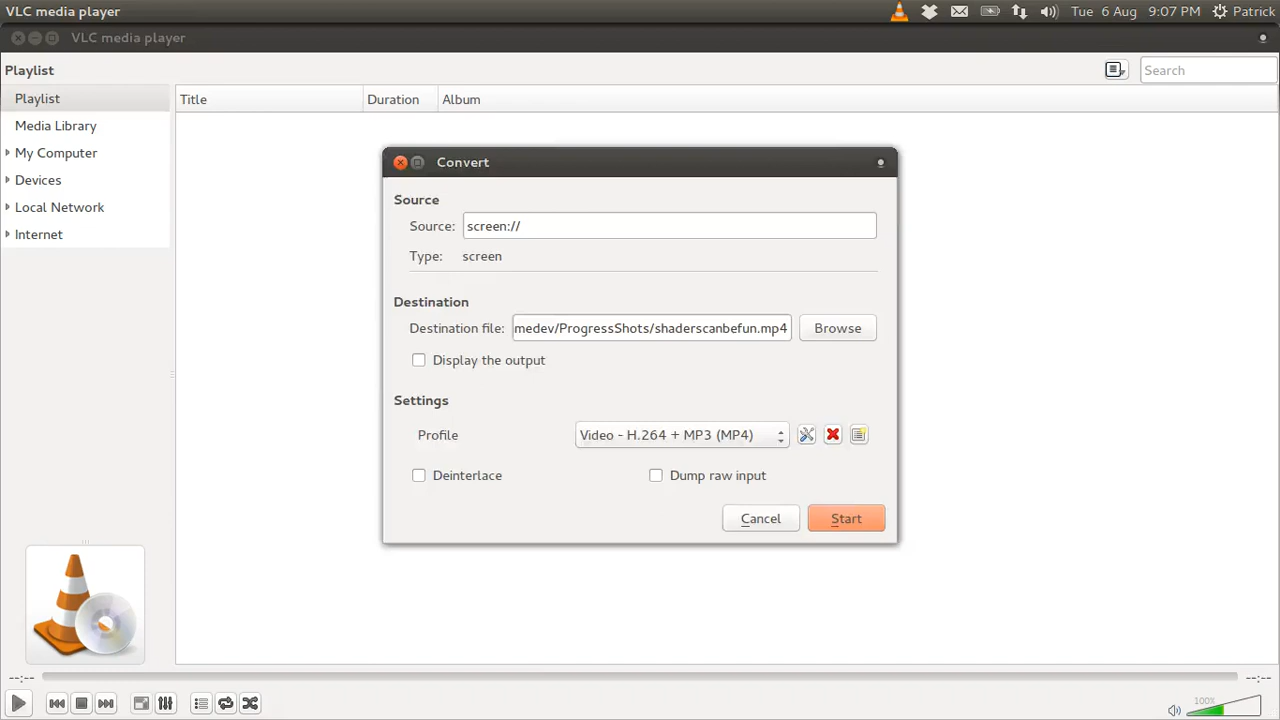 VLC media player
Tue 6 Aug 9:07 PM Patrick
VLC media player
Playlist
Search
Playlist
Media Library
My Computer
Devices
Local Network
Internet
Title Duration Album
Convert
Source
Source: screen://
Type: screen
Destination
Destination file: medev/ProgressShots/shaderscanbefun.mp4 Browse
Display the output
Settings
Profile Video - H.264 + MP3 (MP4)
Deinterlace Dump raw input
Cancel Start
--:-- --:--
100%